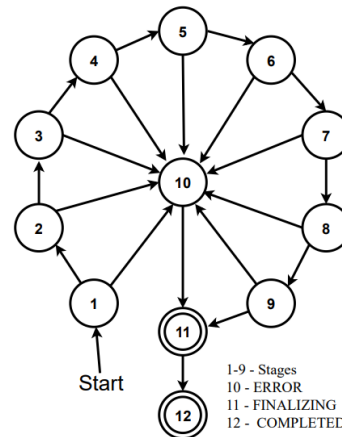 5
4
6
3
7
10
2
8
1
9
11
Start
12
1-9 - Stages
10 - ERROR
11 - FINALIZING
12 - COMPLETED